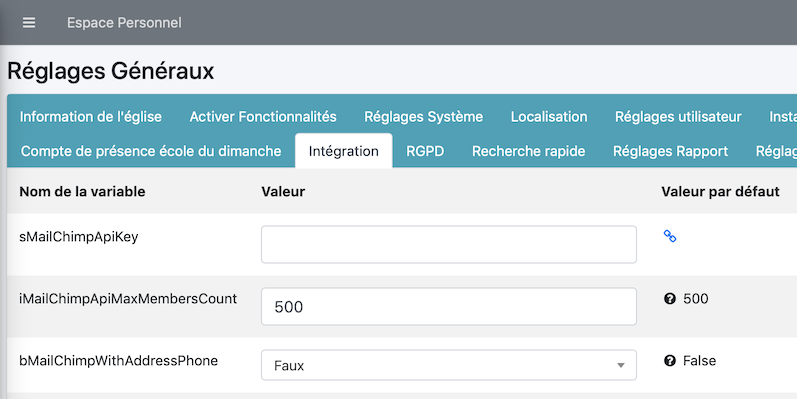 Espace Personnel
Réglages Généraux
Information de l'église Activer Fonctionnalités Réglages Système Localisation Réglages utilisateur Insta
Compte de présence école du dimanche Intégration RGPD Recherche rapide Réglages Rapport Réglag
Nom de la variable Valeur Valeur par défaut
sMailChimpApiKey
iMailChimpApiMaxMembersCount 500 500
bMailChimpWithAddressPhone Faux False